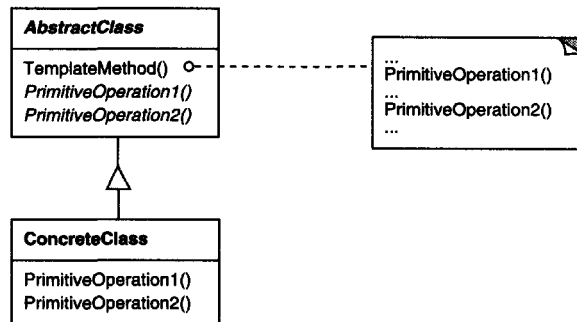 AbstractClass
TemplateMethod()
PrimitiveOperation1()
PrimitiveOperation2()
...
PrimitiveOperation1()
...
PrimitiveOperation2()
...
ConcreteClass
PrimitiveOperation1()
PrimitiveOperation2()